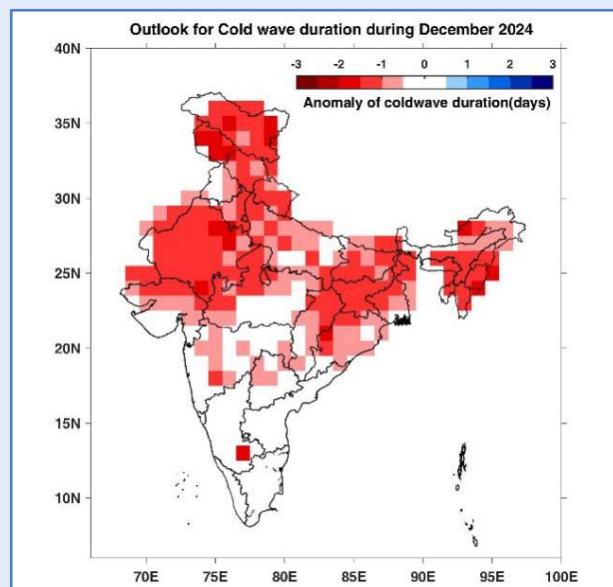 Outlook for Cold wave duration during December 2024
40N
-3 -2 -1 0 1 2 3
Anomaly of coldwave duration(days)
35N
30N
25N
20N
15N
10N
70E 75E 80E 85E 90E 95E 100E